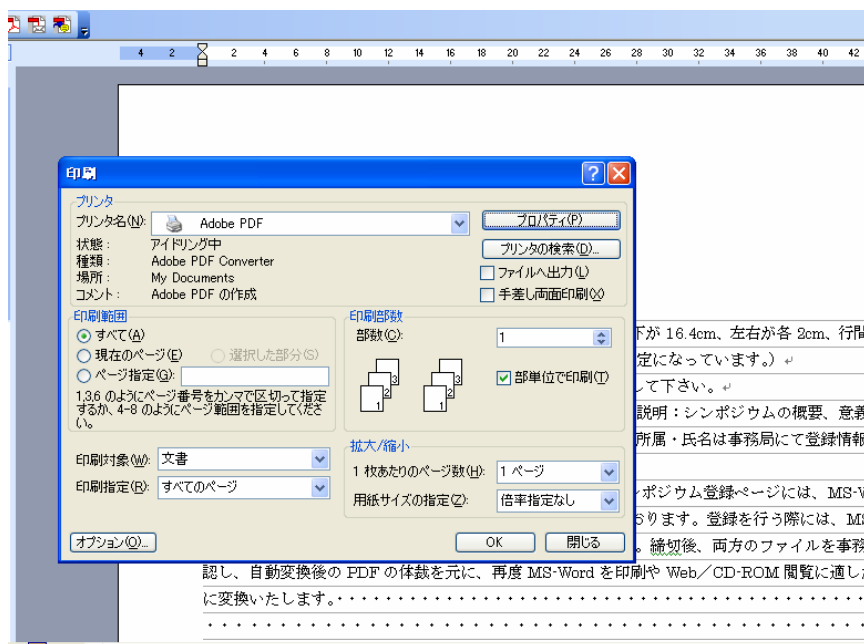 4 2 2 4 6 8 10 12 14 16 18 20 22 24 26 28 30 32 34 36 38 40 42
印刷
プリンタ
プリンタ名(N):
Adobe PDF
プロパティ(P)
状態:
アイドリング中
プリンタの検索(D)...
種類:
Adobe PDF Converter
場所:
My Documents
ファイルへ出力(L)
コメント:
Adobe PDF の作成
手差し両面印刷(X)
印刷範囲
すべて(A)
現在のページ(E)
選択した部分(S)
ページ指定(G):
1,3,6 のようにページ番号をカンマで区切って指定
するか、4-8 のようにページ範囲を指定してくださ
い。
印刷部数
部数(C):
1
1 2 3
1 2 3
部単位で印刷(T)
印刷対象(W):
文書
印刷指定(R):
すべてのページ
拡大/縮小
1 枚あたりのページ数(H):
1 ページ
用紙サイズの指定(Z):
倍率指定なし
オプション(O)...
OK
閉じる
下が 16.4cm、左右が各 2cm、行間
定になっています。)
して下さい。
説明:シンポジウムの概要、意義
所属・氏名は事務局にて登録情報
ンポジウム登録ページには、MS-W
おります。登録を行う際には、MS
。締切後、両方のファイルを事務
認し、自動変換後の PDF の体裁を元に、再度 MS-Word を印刷や Web/CD-ROM 閲覧に適した
に変換いたします。